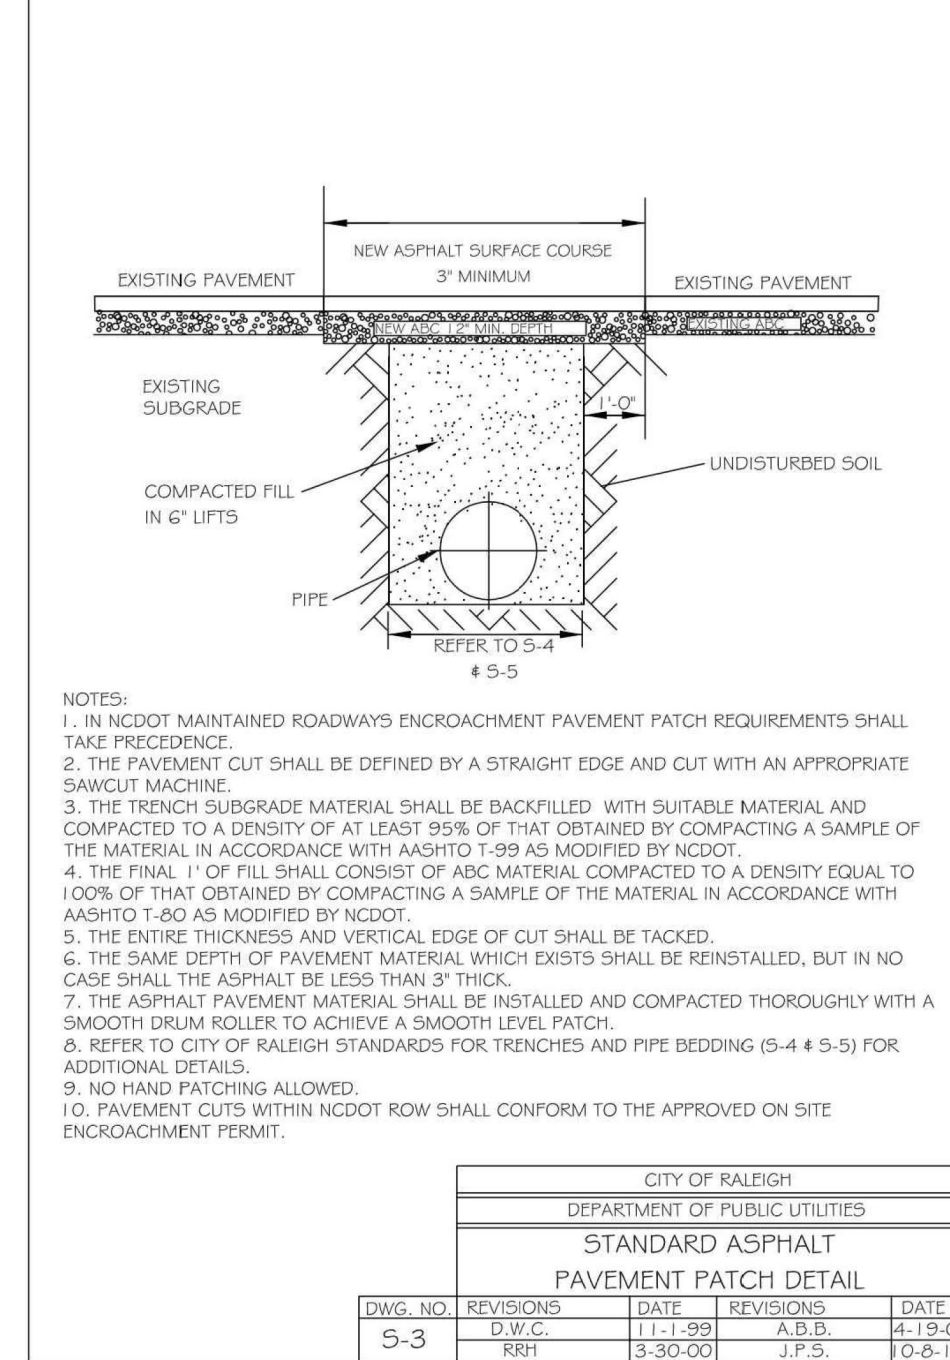 NEW ASPHALT SURFACE COURSE
3" MINIMUM
EXISTING PAVEMENT
EXISTING PAVEMENT
NEW ABC 12" MIN. DEPTH
EXISTING ABC
EXISTING
SUBGRADE
1'-0"
UNDISTURBED SOIL
COMPACTED FILL
IN 6" LIFTS
PIPE
REFER TO S-4
& S-5
NOTES:
1. IN NCDOT MAINTAINED ROADWAYS ENCROACHMENT PAVEMENT PATCH REQUIREMENTS SHALL
TAKE PRECEDENCE.
2. THE PAVEMENT CUT SHALL BE DEFINED BY A STRAIGHT EDGE AND CUT WITH AN APPROPRIATE
SAWCUT MACHINE.
3. THE TRENCH SUBGRADE MATERIAL SHALL BE BACKFILLED WITH SUITABLE MATERIAL AND
COMPACTED TO A DENSITY OF AT LEAST 95% OF THAT OBTAINED BY COMPACTING A SAMPLE OF
THE MATERIAL IN ACCORDANCE WITH AASHTO T-99 AS MODIFIED BY NCDOT.
4. THE FINAL 1' OF FILL SHALL CONSIST OF ABC MATERIAL COMPACTED TO A DENSITY EQUAL TO
100% OF THAT OBTAINED BY COMPACTING A SAMPLE OF THE MATERIAL IN ACCORDANCE WITH
AASHTO T-80 AS MODIFIED BY NCDOT.
5. THE ENTIRE THICKNESS AND VERTICAL EDGE OF CUT SHALL BE TACKED.
6. THE SAME DEPTH OF PAVEMENT MATERIAL WHICH EXISTS SHALL BE REINSTALLED, BUT IN NO
CASE SHALL THE ASPHALT BE LESS THAN 3" THICK.
7. THE ASPHALT PAVEMENT MATERIAL SHALL BE INSTALLED AND COMPACTED THOROUGHLY WITH A
SMOOTH DRUM ROLLER TO ACHIEVE A SMOOTH LEVEL PATCH.
8. REFER TO CITY OF RALEIGH STANDARDS FOR TRENCHES AND PIPE BEDDING (S-4 & S-5) FOR
ADDITIONAL DETAILS.
9. NO HAND PATCHING ALLOWED.
10. PAVEMENT CUTS WITHIN NCDOT ROW SHALL CONFORM TO THE APPROVED ON SITE
ENCROACHMENT PERMIT.
CITY OF RALEIGH
DEPARTMENT OF PUBLIC UTILITIES
STANDARD ASPHALT
PAVEMENT PATCH DETAIL
DWG. NO. REVISIONS DATE REVISIONS DATE
S-3
D.W.C. 11-1-99 A.B.B.
RRH 3-30-00 J.P.S.